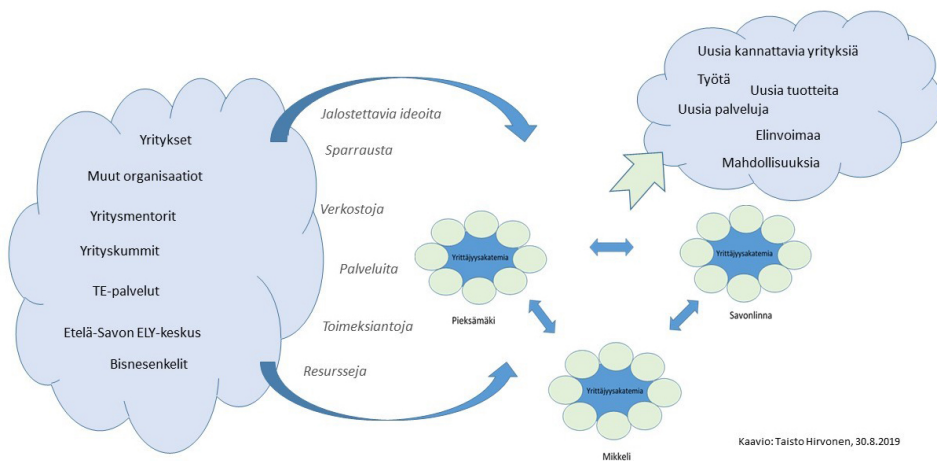 Yritykset
Muut organisaatiot
Yritysmentorit
Yrityskummit
TE-palvelut
Etelä-Savon ELY-keskus
Bisnesenkelit
Jalostettavia ideoita
Sparrausta
Verkostoja
Palveluita
Toimeksiantoja
Resursseja
Uusia kannattavia yrityksiä
Työtä
Uusia tuotteita
Uusia palveluja
Elinvoimaa
Mahdollisuuksia
Yrittäjyysakatemia
Pieksämäki
Yrittäjyysakatemia
Savonlinna
Yrittäjyysakatemia
Mikkeli
Kaavio: Taisto Hirvonen, 30.8.2019